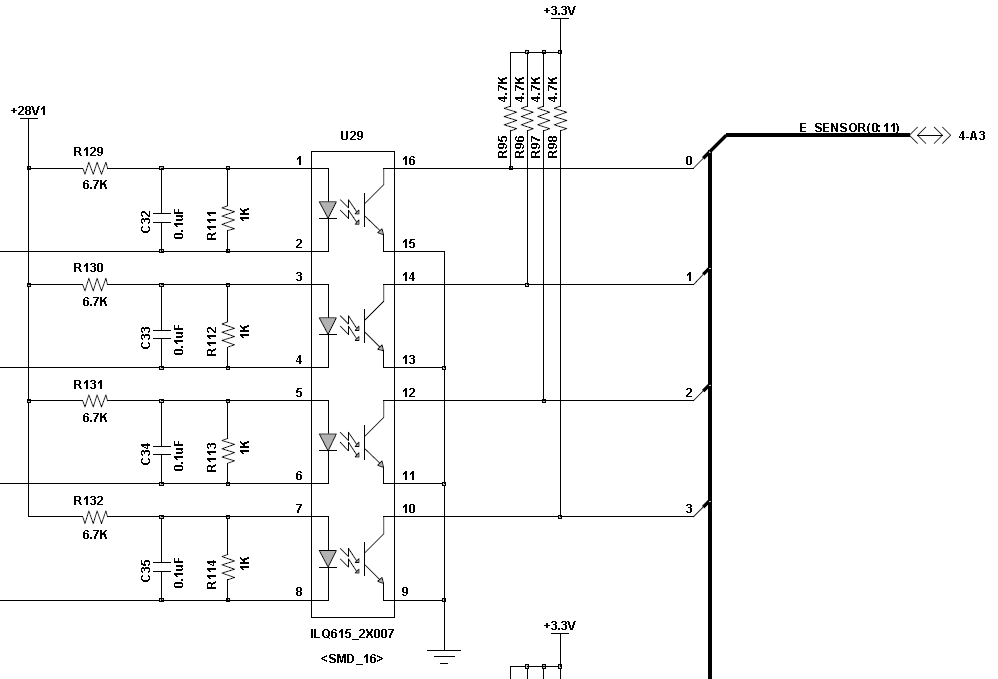 +3.3V
4.7K
4.7K
4.7K
4.7K
R95
R96
R97
R98
+28V1
E_SENSOR(0:11)
4-A3
U29
R129
6.7K
C32
0.1uF
R111
1K
1
16
0
2
15
R130
6.7K
C33
0.1uF
R112
1K
3
14
1
4
13
R131
6.7K
C34
0.1uF
R113
1K
5
12
2
6
11
R132
6.7K
C35
0.1uF
R114
1K
7
10
3
8
9
ILQ615_2X007
<SMD_16>
+3.3V